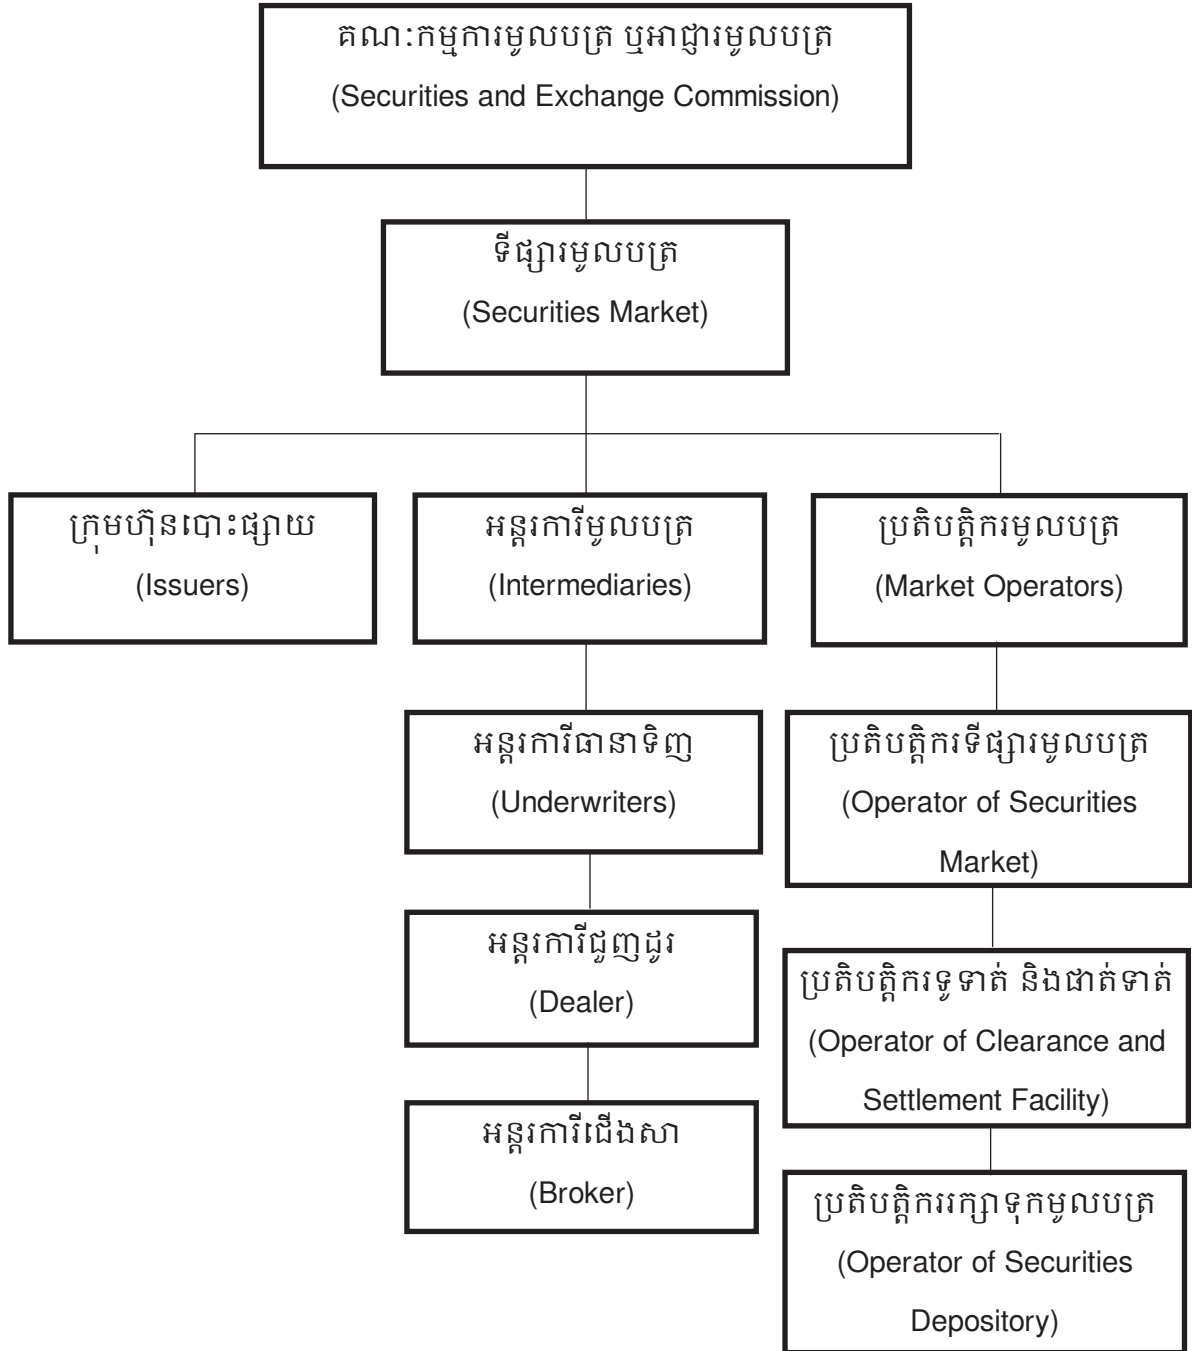 គណៈកម្មការមូលបត្រ ឬអាជ្ញារមូលបត្រ
(Securities and Exchange Commission)
ទីផ្សារមូលបត្រ
(Securities Market)
ក្រុមហ៊ុនបោះផ្សាយ
(Issuers)
អន្តរការីមូលបត្រ
(Intermediaries)
ប្រតិបត្តិករមូលបត្រ
(Market Operators)
អន្តរការីធានាទិញ
(Underwriters)
ប្រតិបត្តិករទីផ្សារមូលបត្រ
(Operator of Securities
Market)
អន្តរការីជួញដូរ
(Dealer)
ប្រតិបត្តិករទូទាត់ និងផាត់ទាត់
(Operator of Clearance and
Settlement Facility)
អន្តរការីជើងសា
(Broker)
ប្រតិបត្តិកររក្សាទុកមូលបត្រ
(Operator of Securities
Depository)